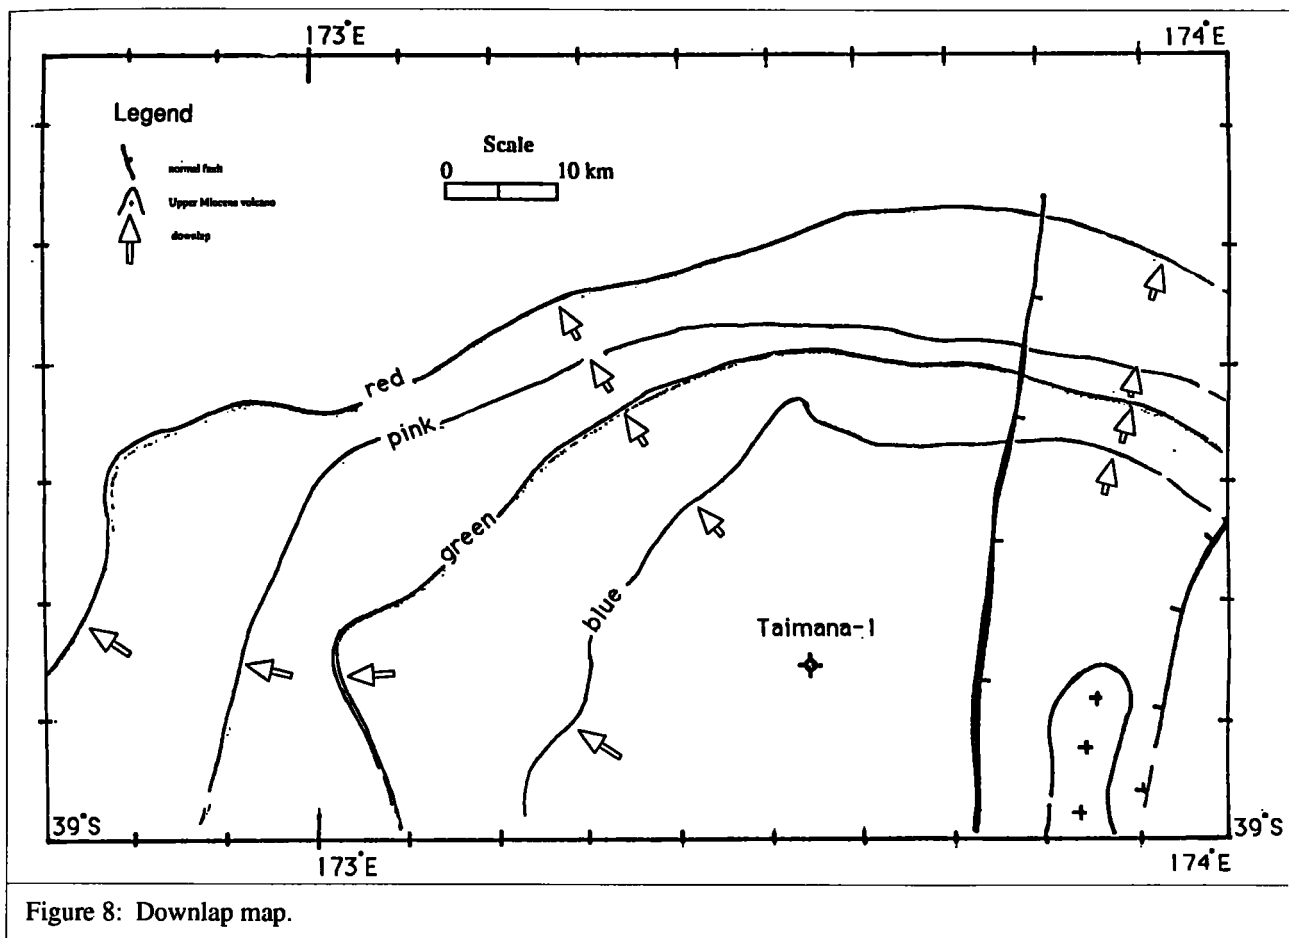 173°E
174°E
Legend
normal fault
Upper Miocene volcano
downlap
Scale
0 10 km
red
pink
green
blue
Taimana-1
39°S
39°S
173°E
174°E
Figure 8: Downlap map.